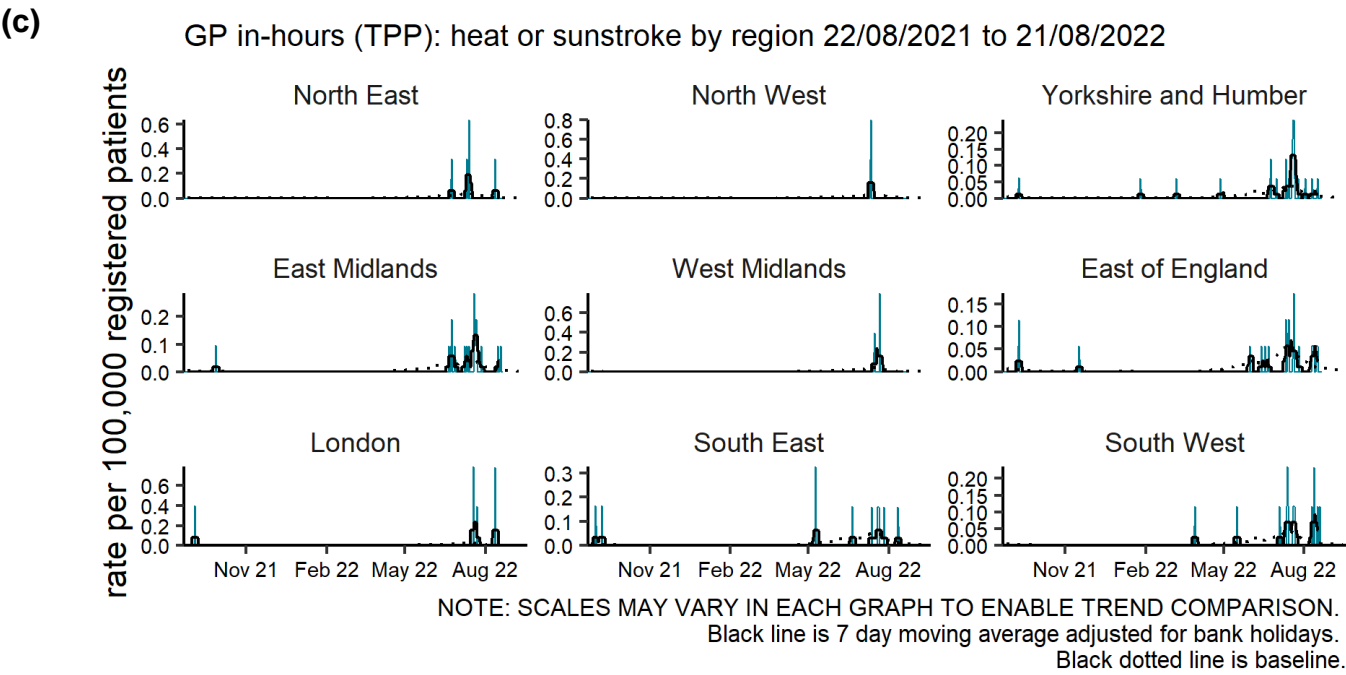 (c)
GP in-hours (TPP): heat or sunstroke by region 22/08/2021 to 21/08/2022
rate per 100,000 registered patients
North East
0.6
0.4
0.2
0.0
North West
0.8
0.6
0.4
0.2
0.0
Yorkshire and Humber
0.20
0.15
0.10
0.05
0.00
East Midlands
0.2
0.1
0.0
West Midlands
0.6
0.4
0.2
0.0
East of England
0.15
0.10
0.05
0.00
London
0.6
0.4
0.2
0.0
South East
0.3
0.2
0.1
0.0
South West
0.20
0.15
0.10
0.05
0.00
Nov 21 Feb 22 May 22 Aug 22
Nov 21 Feb 22 May 22 Aug 22
Nov 21 Feb 22 May 22 Aug 22
NOTE: SCALES MAY VARY IN EACH GRAPH TO ENABLE TREND COMPARISON.
Black line is 7 day moving average adjusted for bank holidays.
Black dotted line is baseline.